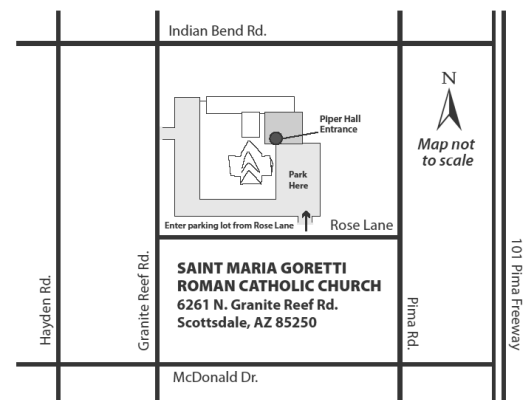 Indian Bend Rd.
N
Map not
to scale
PIper Hall
Entrance
Park
Here
Enter parking lot from Rose Lane
Rose Lane
SAINT MARIA GORETTI
ROMAN CATHOLIC CHURCH
6261 N. Granite Reef Rd.
Scottsdale, AZ 85250
Hayden Rd.
Granite Reef Rd.
Pima Rd.
101 Pima Freeway
McDonald Dr.